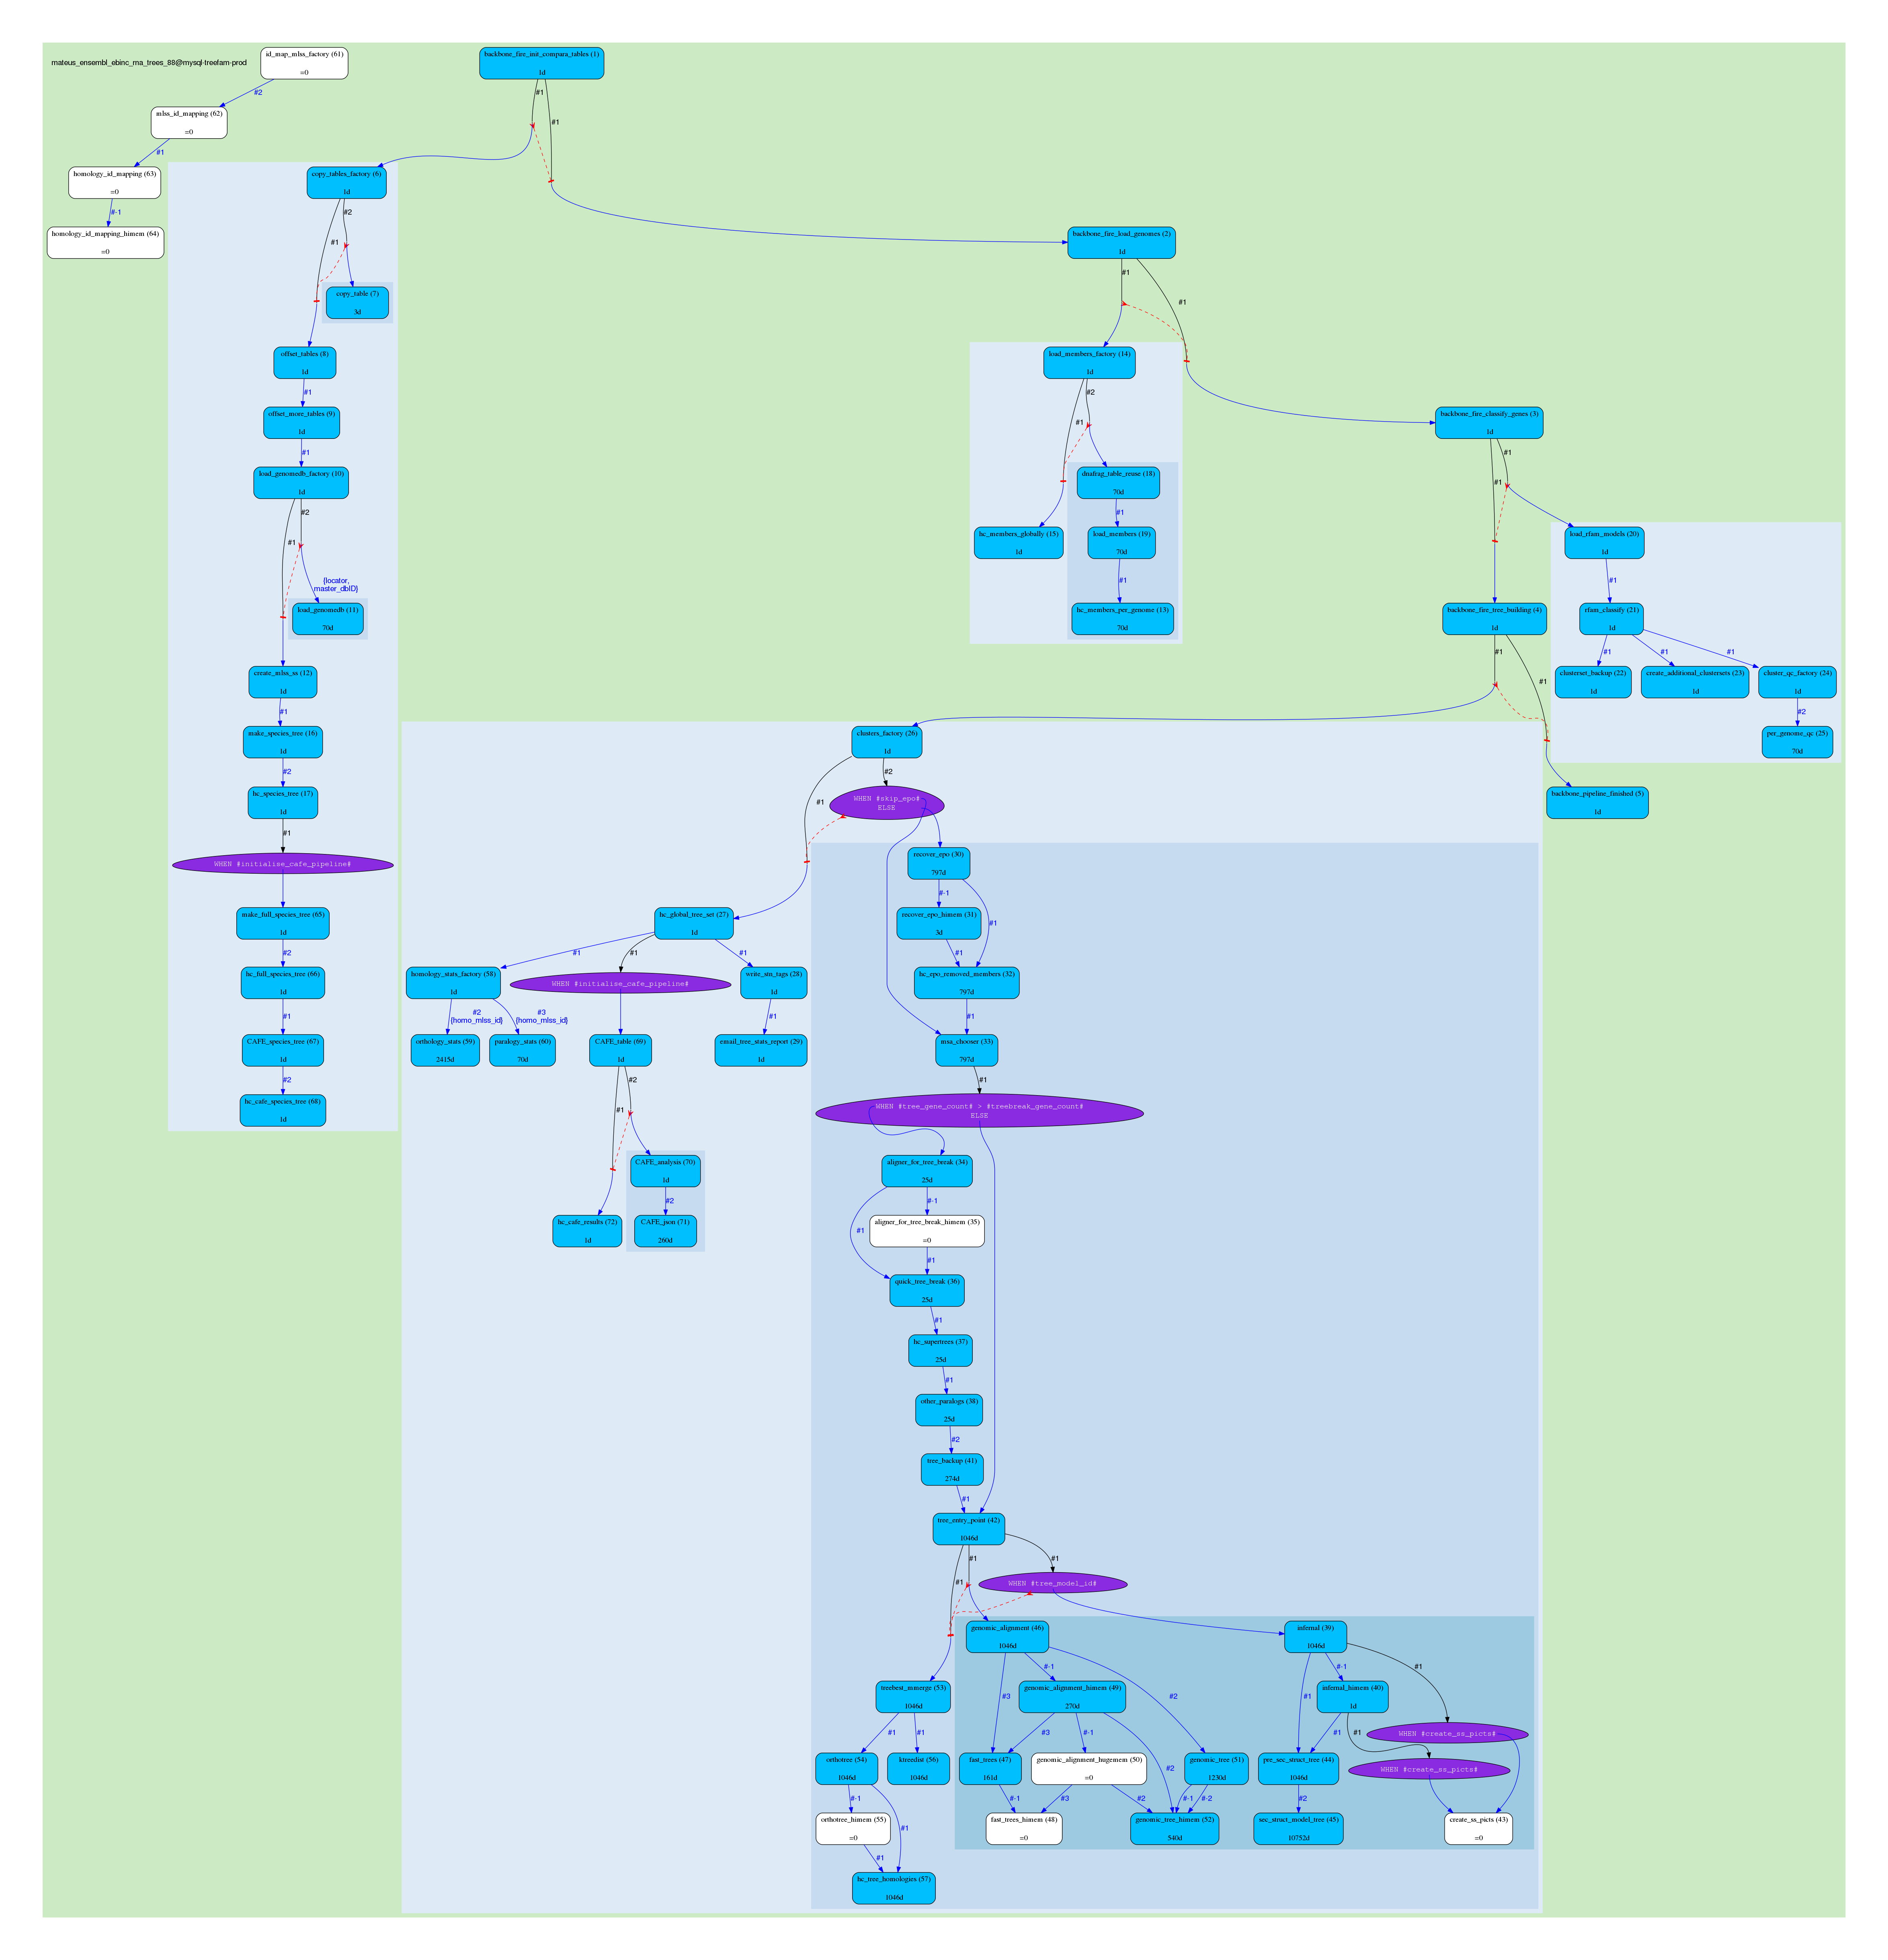 mateus_ensembl_ebinc_rna_trees_88@mysql-treefam-prod
id_map_mlss_factory (61)
=0
backbone_fire_init_compara_tables (1)
1d
#2
#1
#1
mlss_id_mapping (62)
=0
#1
homology_id_mapping (63)
=0
#-1
homology_id_mapping_himem (64)
=0
copy_tables_factory (6)
1d
#2
#1
copy_table (7)
3d
offset_tables (8)
1d
#1
offset_more_tables (9)
1d
#1
load_genomedb_factory (10)
1d
#2
#1
{locator,
master_dbID}
load_genomedb (11)
70d
create_mlss_ss (12)
1d
#1
make_species_tree (16)
1d
#2
hc_species_tree (17)
1d
#1
WHEN #initialise_cafe_pipeline#
make_full_species_tree (65)
1d
#2
hc_full_species_tree (66)
1d
#1
CAFE_species_tree (67)
1d
#2
hc_cafe_species_tree (68)
1d
backbone_fire_load_genomes (2)
1d
#1
#1
load_members_factory (14)
1d
#2
#1
dnafrag_table_reuse (18)
70d
#1
hc_members_globally (15)
1d
load_members (19)
70d
#1
hc_members_per_genome (13)
70d
backbone_fire_classify_genes (3)
1d
#1
#1
load_rfam_models (20)
1d
#1
backbone_fire_tree_building (4)
1d
#1
#1
rfam_classify (21)
1d
#1
#1
#1
clusterset_backup (22)
1d
create_additional_clustersets (23)
1d
cluster_qc_factory (24)
1d
#2
per_genome_qc (25)
70d
backbone_pipeline_finished (5)
1d
clusters_factory (26)
1d
#2
#1
WHEN #skip_epo#
ELSE
recover_epo (30)
797d
#-1
#1
recover_epo_himem (31)
3d
#1
hc_epo_removed_members (32)
797d
#1
hc_global_tree_set (27)
1d
#1
#1
#1
homology_stats_factory (58)
1d
WHEN #initialise_cafe_pipeline#
write_stn_tags (28)
1d
#2
{homo_mlss_id}
#3
{homo_mlss_id}
#1
orthology_stats (59)
2415d
paralogy_stats (60)
70d
CAFE_table (69)
1d
email_tree_stats_report (29)
1d
#2
#1
CAFE_analysis (70)
1d
#2
hc_cafe_results (72)
1d
CAFE_json (71)
260d
msa_chooser (33)
797d
#1
WHEN #tree_gene_count# > #treebreak_gene_count#
ELSE
aligner_for_tree_break (34)
25d
#-1
#1
aligner_for_tree_break_himem (35)
=0
#1
quick_tree_break (36)
25d
#1
hc_supertrees (37)
25d
#1
other_paralogs (38)
25d
#2
tree_backup (41)
274d
#1
tree_entry_point (42)
1046d
#1
#1
#1
WHEN #tree_model_id#
genomic_alignment (46)
1046d
infernal (39)
1046d
#-1
#3
#2
#-1
#1
#1
treebest_mmerge (53)
1046d
genomic_alignment_himem (49)
270d
infernal_himem (40)
1d
#1
#1
#3
#-1
#2
#1
#1
WHEN #create_ss_picts#
orthotree (54)
1046d
ktreedist (56)
1046d
fast_trees (47)
161d
genomic_alignment_hugemem (50)
=0
genomic_tree (51)
1230d
pre_sec_struct_tree (44)
1046d
WHEN #create_ss_picts#
#-1
#1
#-1
#3
#2
#-1
#-2
#2
orthotree_himem (55)
=0
fast_trees_himem (48)
=0
genomic_tree_himem (52)
540d
sec_struct_model_tree (45)
10752d
create_ss_picts (43)
=0
#1
hc_tree_homologies (57)
1046d